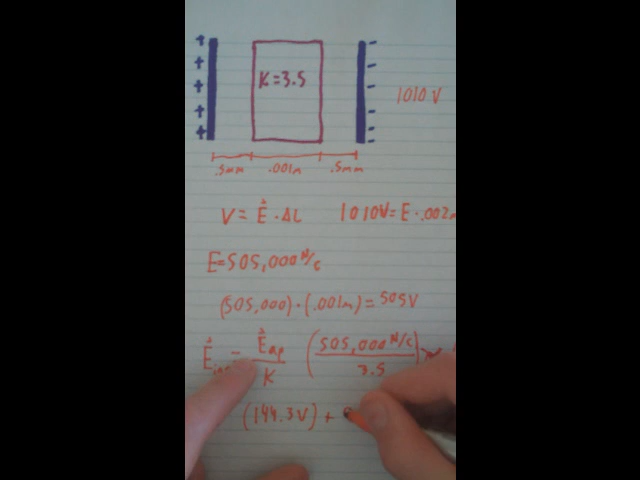 + + + + +
K=3.5
1010 V
.5mm .001m .5mm
V = E⃗ · ΔL 1010V = E · .002m
E=505,000 N/C
(505,000)·(.001m)=505V
E⃗ = E⃗ap / K (505,000 N/C / 3.5)
(144.3V) +